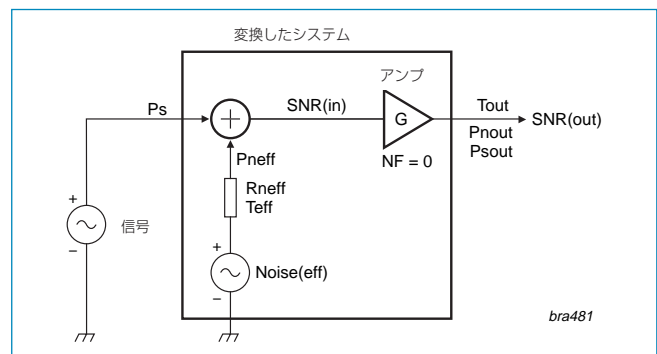 変換したシステム
アンプ
Ps
SNR(in)
G
Tout
SNR(out)
Pnout
Psout
NF = 0
Pneff
Rneff
Teff
+
信号
−
+
Noise(eff)
−
bra481